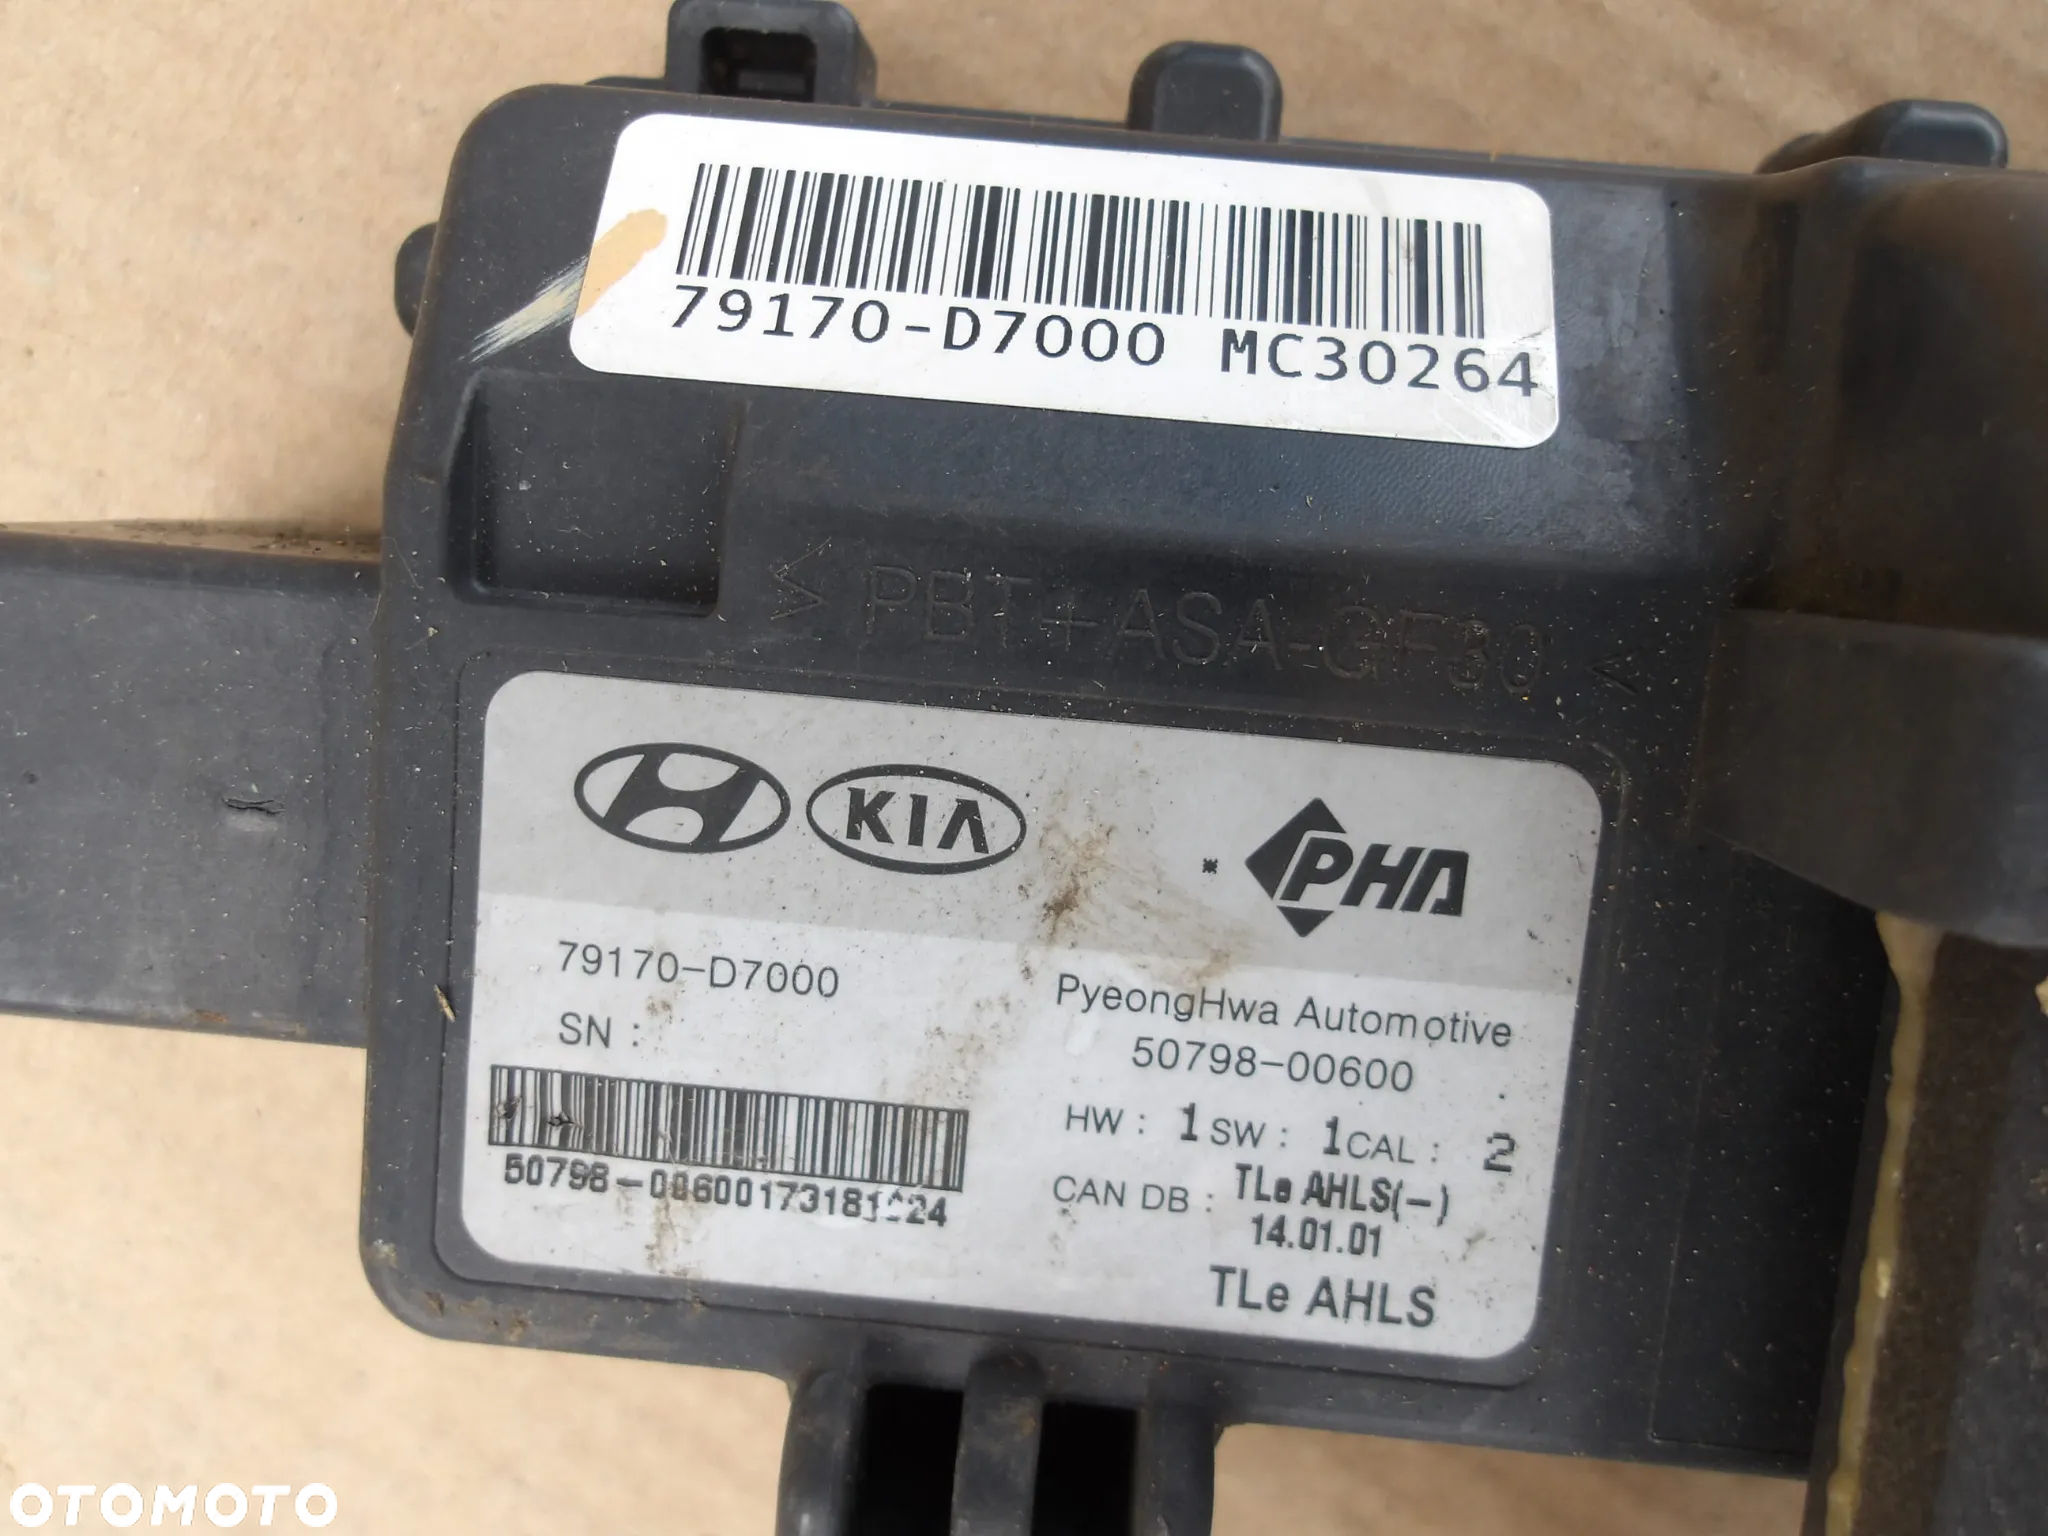 79170-D7000 MC30264
> PBT+ASA-GF30 <
KIA
PHA
79170-D7000
SN :
PyeongHwa Automotive
50798-00600
HW : 1 SW : 1 CAL : 2
CAN DB : TLe AHLS(-)
14.01.01
TLe AHLS
OTOMOTO